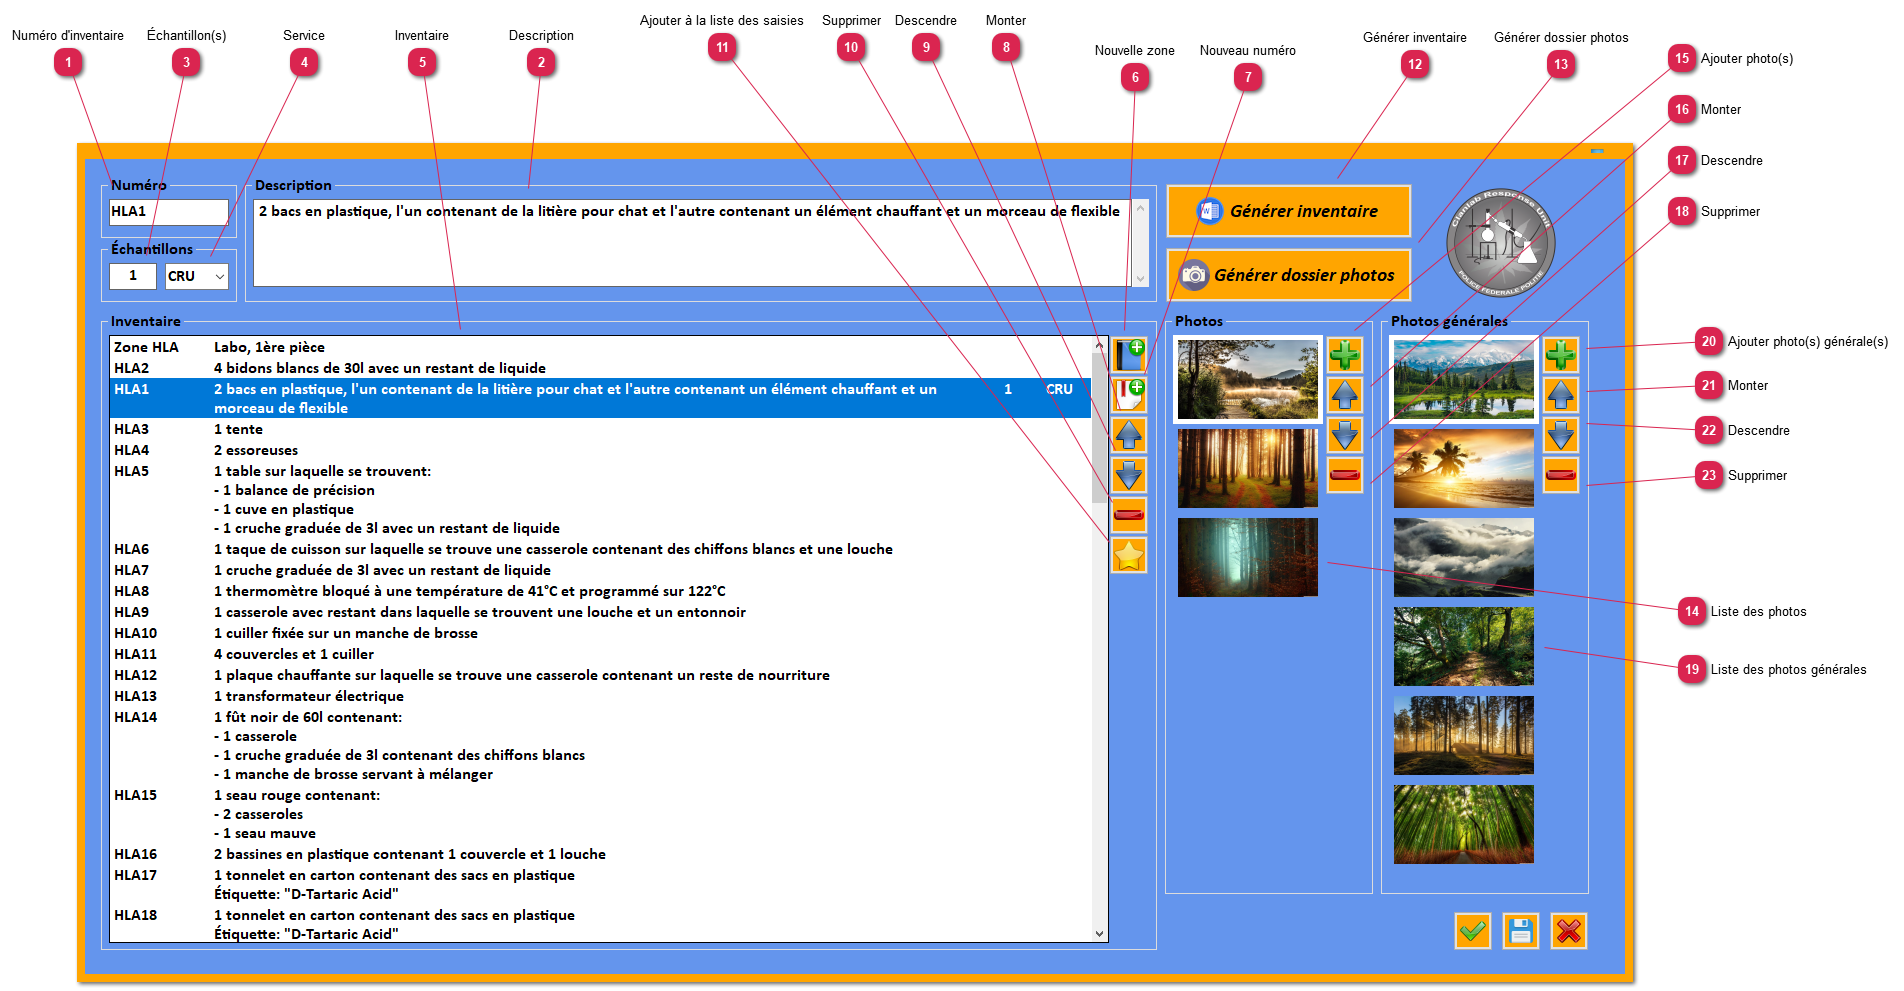 Numéro d'inventaire
1
Échantillon(s)
3
Service
4
Inventaire
5
Description
2
Ajouter à la liste des saisies
11
Supprimer
10
Descendre
9
Monter
8
Nouvelle zone
6
Nouveau numéro
7
Générer inventaire
12
Générer dossier photos
13
15 Ajouter photo(s)
16 Monter
17 Descendre
18 Supprimer
Numéro
HLA1
Échantillons
1 CRU
Description
2 bacs en plastique, l'un contenant de la litière pour chat et l'autre contenant un élément chauffant et un morceau de flexible
Générer inventaire
Générer dossier photos
Clanlab Response Unit
POLICE FEDERALE POLITIE
Inventaire
Zone HLA Labo, 1ère pièce
HLA2 4 bidons blancs de 30l avec un restant de liquide
HLA1 2 bacs en plastique, l'un contenant de la litière pour chat et l'autre contenant un élément chauffant et un 1 CRU
morceau de flexible
HLA3 1 tente
HLA4 2 essoreuses
HLA5 1 table sur laquelle se trouvent:
- 1 balance de précision
- 1 cuve en plastique
- 1 cruche graduée de 3l avec un restant de liquide
HLA6 1 taque de cuisson sur laquelle se trouve une casserole contenant des chiffons blancs et une louche
HLA7 1 cruche graduée de 3l avec un restant de liquide
HLA8 1 thermomètre bloqué à une température de 41°C et programmé sur 122°C
HLA9 1 casserole avec restant dans laquelle se trouvent une louche et un entonnoir
HLA10 1 cuiller fixée sur un manche de brosse
HLA11 4 couvercles et 1 cuiller
HLA12 1 plaque chauffante sur laquelle se trouve une casserole contenant un reste de nourriture
HLA13 1 transformateur électrique
HLA14 1 fût noir de 60l contenant:
- 1 casserole
- 1 cruche graduée de 3l contenant des chiffons blancs
- 1 manche de brosse servant à mélanger
HLA15 1 seau rouge contenant:
- 2 casseroles
- 1 seau mauve
HLA16 2 bassines en plastique contenant 1 couvercle et 1 louche
HLA17 1 tonnelet en carton contenant des sacs en plastique
Étiquette: "D-Tartaric Acid"
HLA18 1 tonnelet en carton contenant des sacs en plastique
Étiquette: "D-Tartaric Acid"
Photos
Photos générales
20 Ajouter photo(s) générale(s)
21 Monter
22 Descendre
23 Supprimer
14 Liste des photos
19 Liste des photos générales